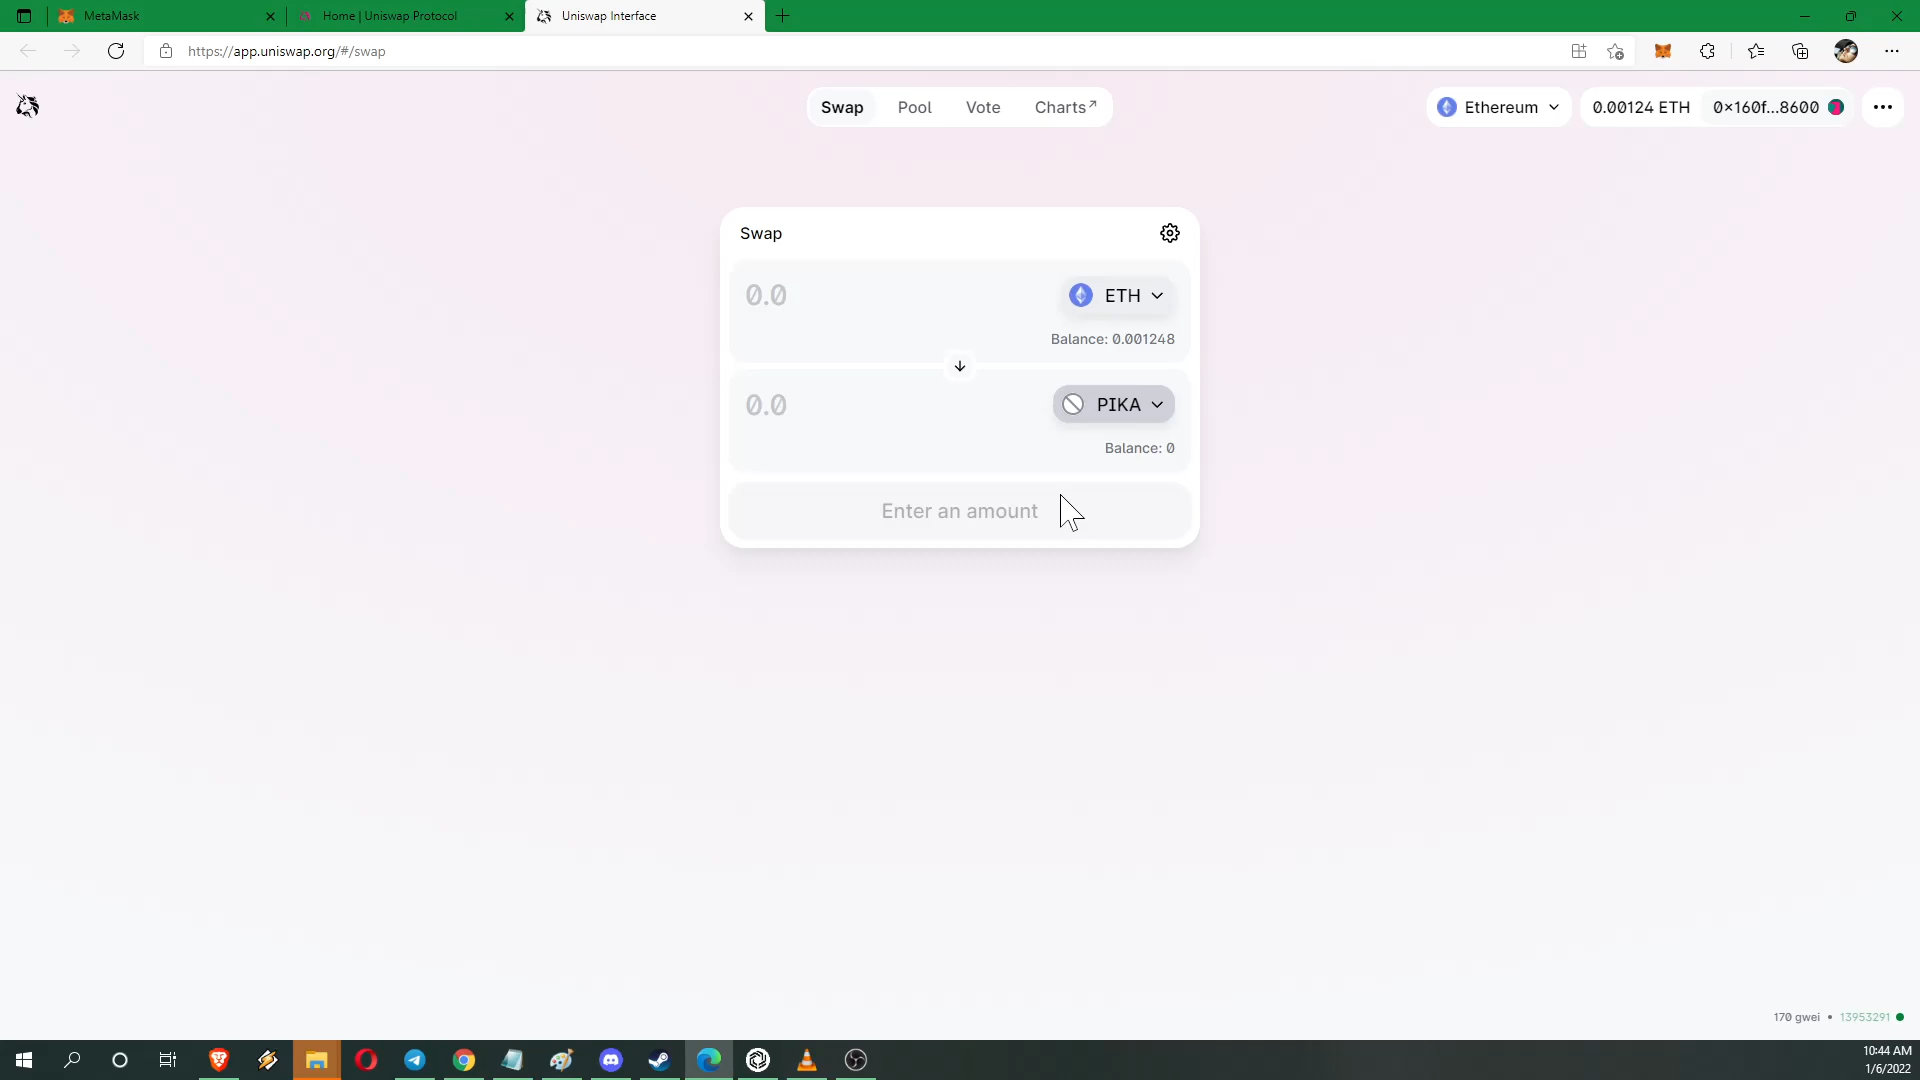 MetaMask
Home | Uniswap Protocol
Uniswap Interface
https://app.uniswap.org/#/swap
Swap
Pool
Vote
Charts↗
Ethereum
0.00124 ETH
0×160f...8600
Swap
0.0
ETH
Balance: 0.001248
0.0
PIKA
Balance: 0
Enter an amount
170 gwei • 13953291
10:44 AM
1/6/2022